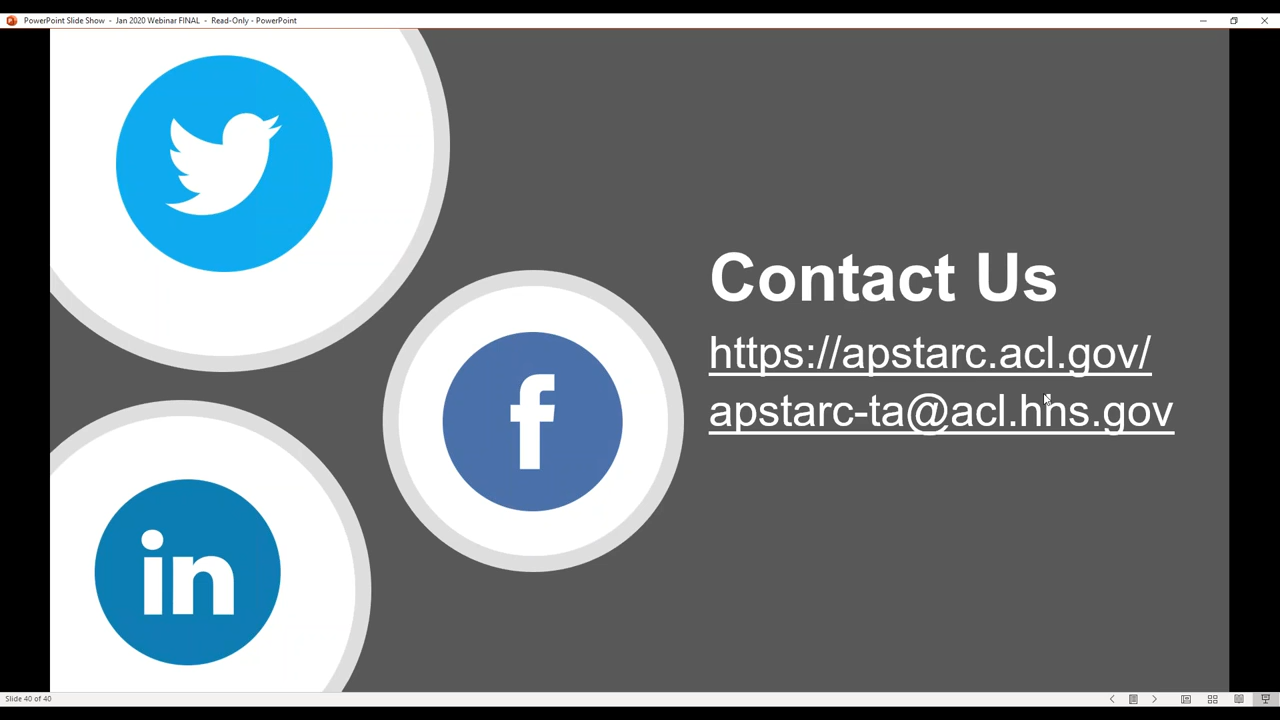 PowerPoint Slide Show - Jan 2020 Webinar FINAL - Read-Only - PowerPoint
Contact Us
https://apstarc.acl.gov/
apstarc-ta@acl.hhs.gov
f
in
Slide 40 of 40